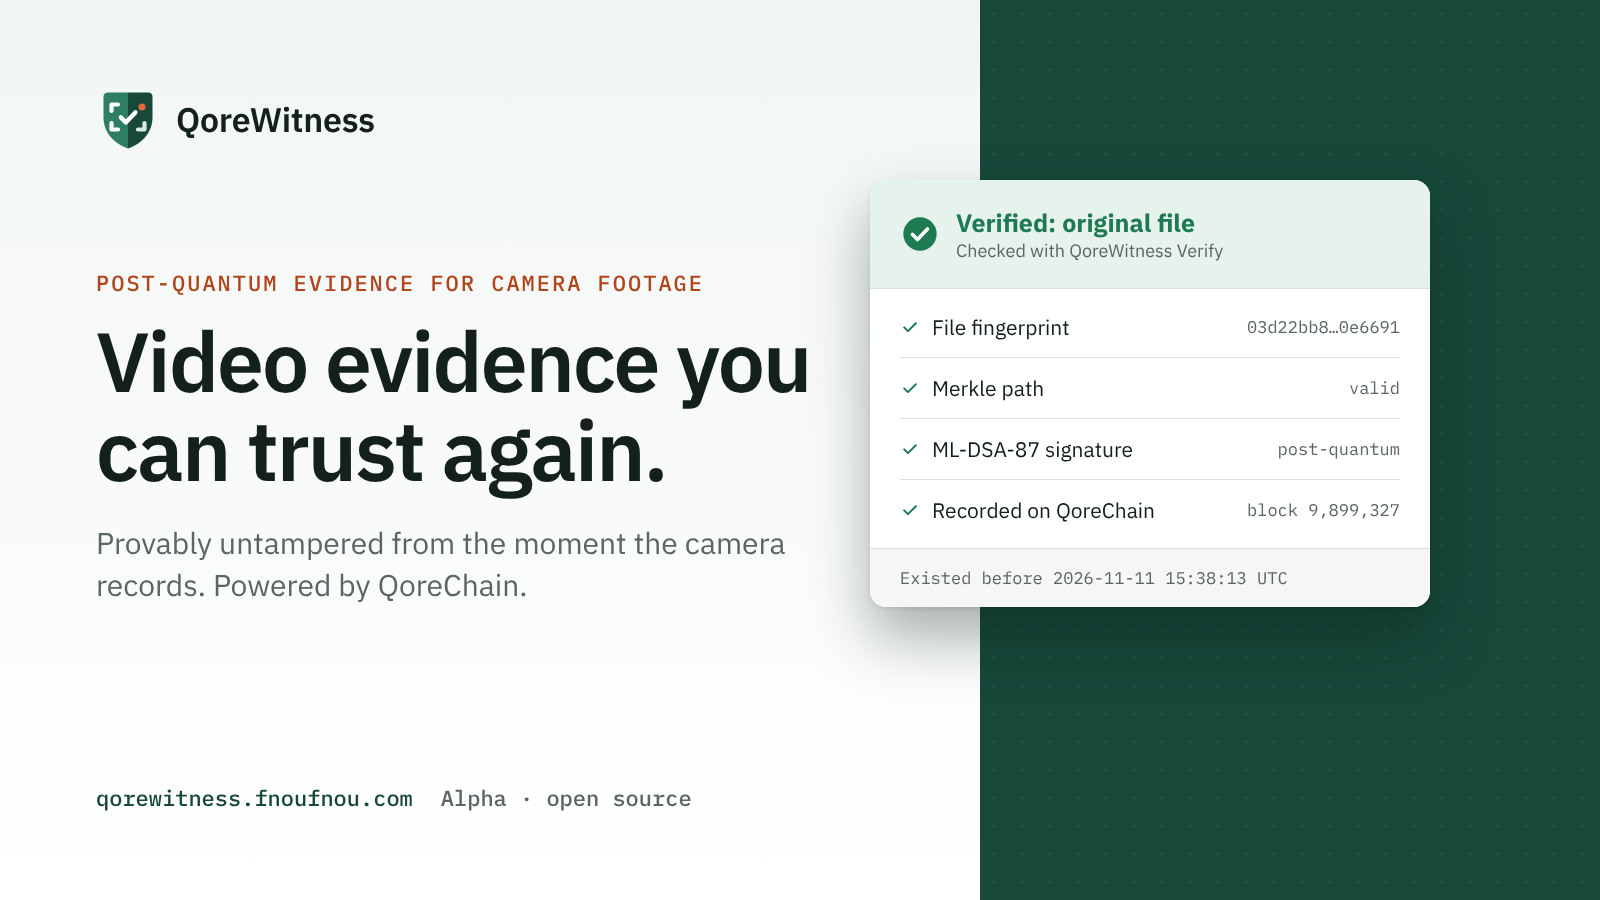 QoreWitness
POST-QUANTUM EVIDENCE FOR CAMERA FOOTAGE
Video evidence you
can trust again.
Provably untampered from the moment the camera
records. Powered by QoreChain.
qorewitness.fnoufnou.com Alpha · open source
Verified: original file
Checked with QoreWitness Verify
File fingerprint 03d22bb8…0e6691
Merkle path valid
ML-DSA-87 signature post-quantum
Recorded on QoreChain block 9,899,327
Existed before 2026-11-11 15:38:13 UTC